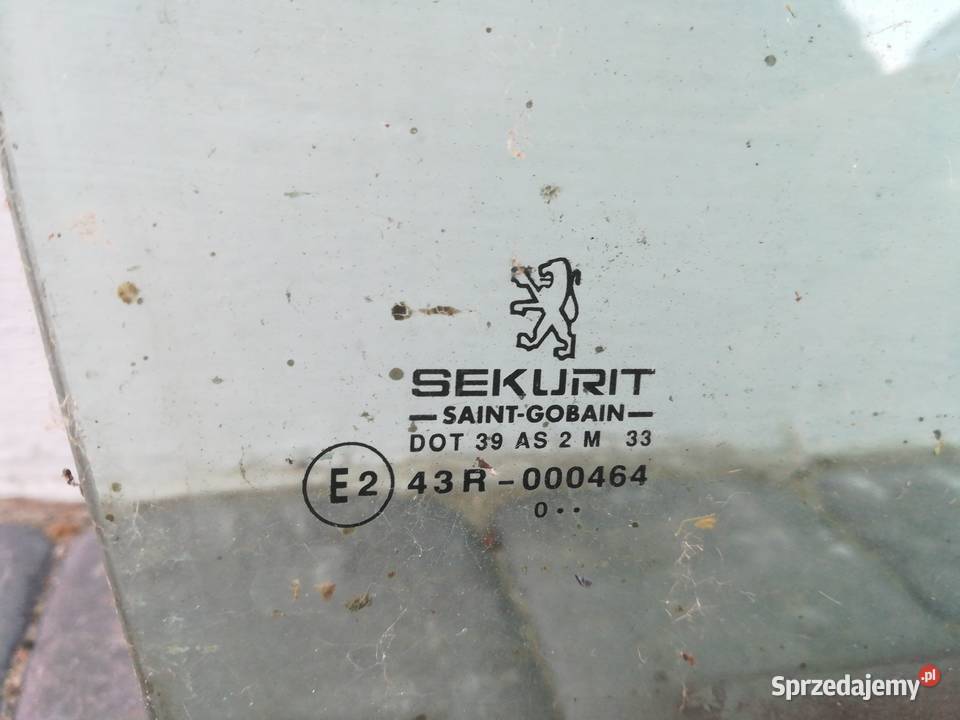 SEKURIT
SAINT-GOBAIN
DOT 39 AS 2 M 33
E2 43R-000464
0••
Sprzedajemy.pl